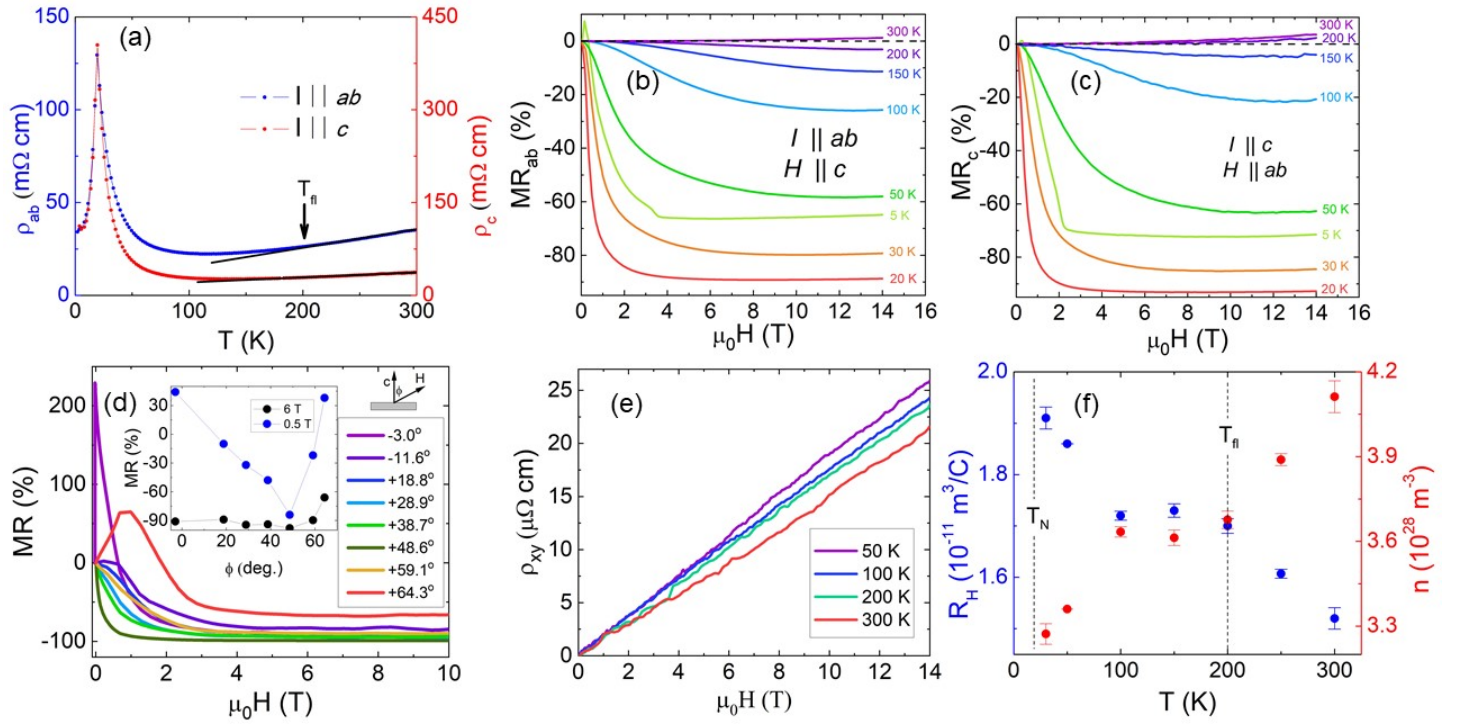 (a)
150
100
50
0
ρab (mΩ cm)
450
300
150
0
ρc (mΩ cm)
I || ab
I || c
Tfl
0
100
200
300
T (K)
(b)
0
-20
-40
-60
-80
MRab (%)
300 K
200 K
150 K
100 K
I || ab
H || c
50 K
5 K
30 K
20 K
0 2 4 6 8 10 12 14 16
μ0H (T)
(c)
0
-20
-40
-60
-80
MRc (%)
300 K
200 K
150 K
100 K
I || c
H || ab
50 K
5 K
30 K
20 K
0 2 4 6 8 10 12 14 16
μ0H (T)
(d)
200
100
0
-100
MR (%)
30
0
-30
-60
-90
MR (%)
6 T
0.5 T
0 20 40 60
ϕ (deg.)
c
ϕ
H
-3.0°
-11.6°
+18.8°
+28.9°
+38.7°
+48.6°
+59.1°
+64.3°
0 2 4 6 8 10
μ0H (T)
(e)
25
20
15
10
5
0
ρxy (μΩ cm)
50 K
100 K
200 K
300 K
0 2 4 6 8 10 12 14
μ0H (T)
(f)
2.0
1.8
1.6
RH (10-11 m3/C)
4.2
3.9
3.6
3.3
n (1028 m-3)
TN
Tfl
0 100 200 300
T (K)